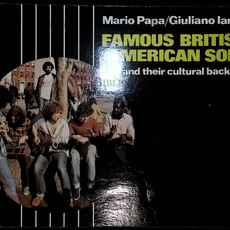 Mario Papa/Giuliano Ian
FAMOUS BRITIS
AMERICAN SO
and their cultural back